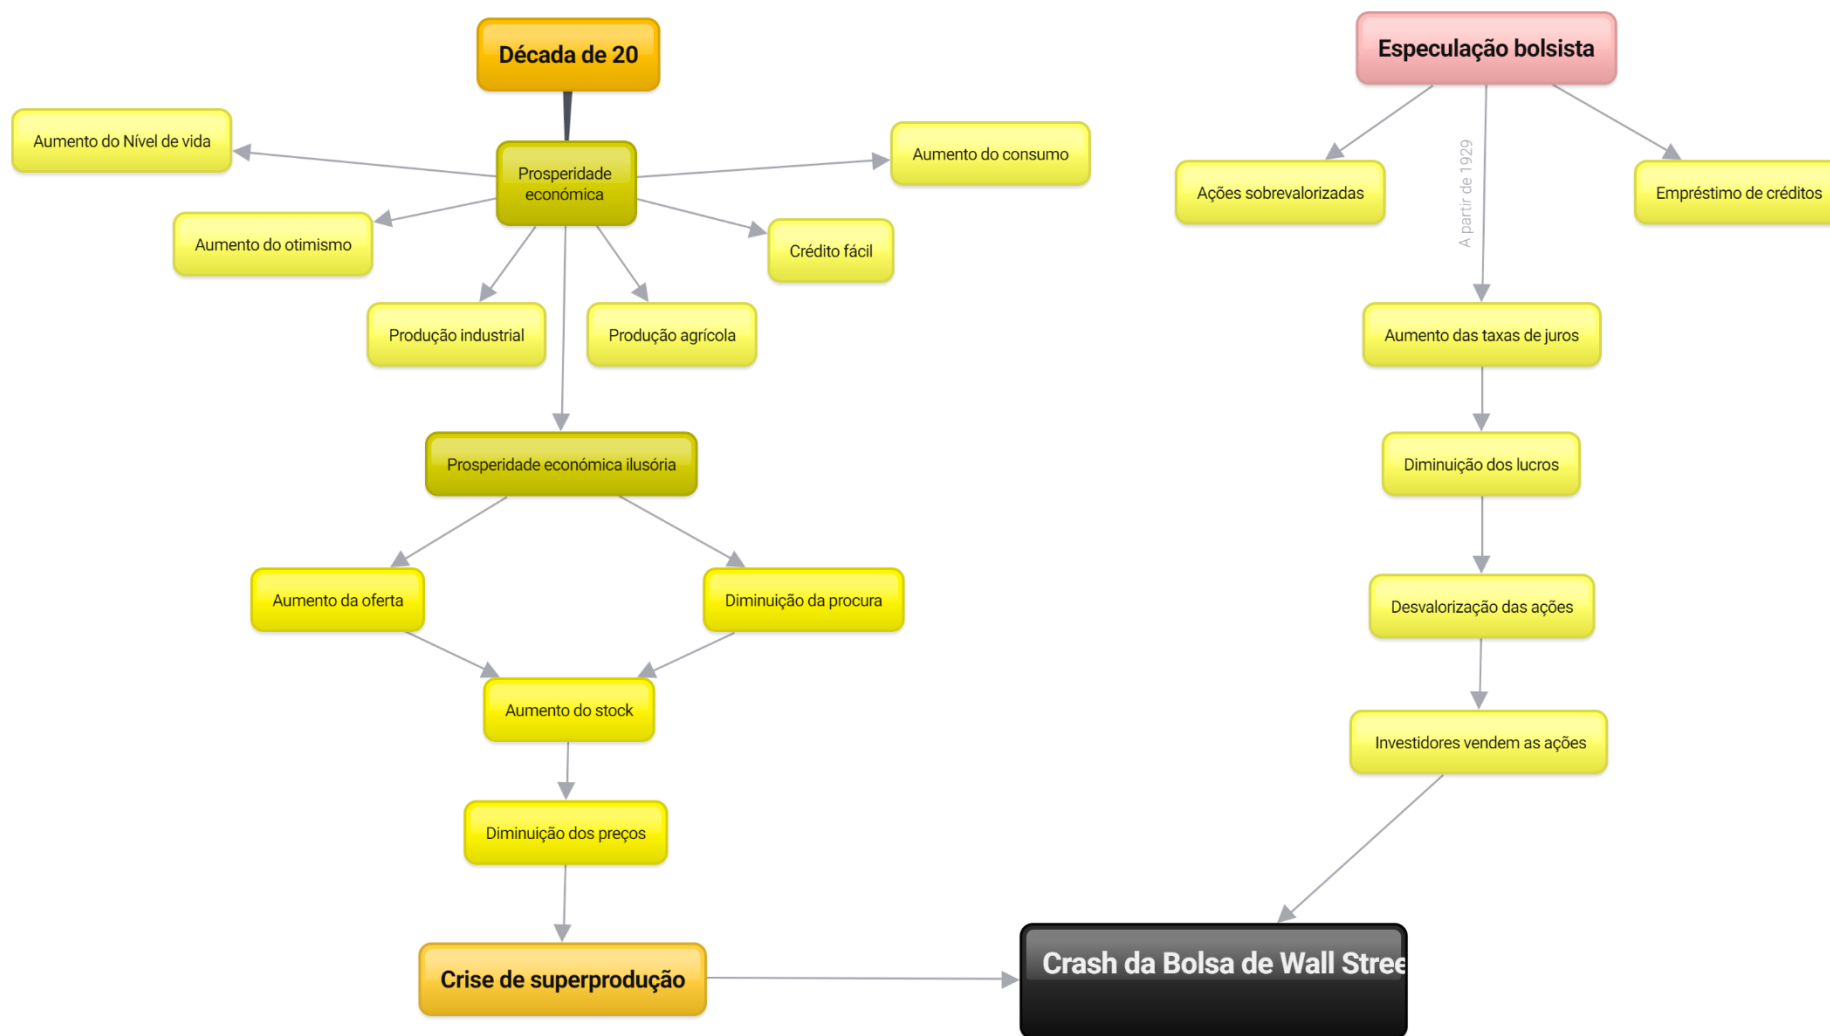 Década de 20
Especulação bolsista
Aumento do Nível de vida
Prosperidade
económica
Aumento do consumo
Ações sobrevalorizadas
A partir de 1929
Empréstimo de créditos
Aumento do otimismo
Crédito fácil
Produção industrial
Produção agrícola
Aumento das taxas de juros
Prosperidade económica ilusória
Diminuição dos lucros
Aumento da oferta
Diminuição da procura
Desvalorização das ações
Aumento do stock
Investidores vendem as ações
Diminuição dos preços
Crise de superprodução
Crash da Bolsa de Wall Stree